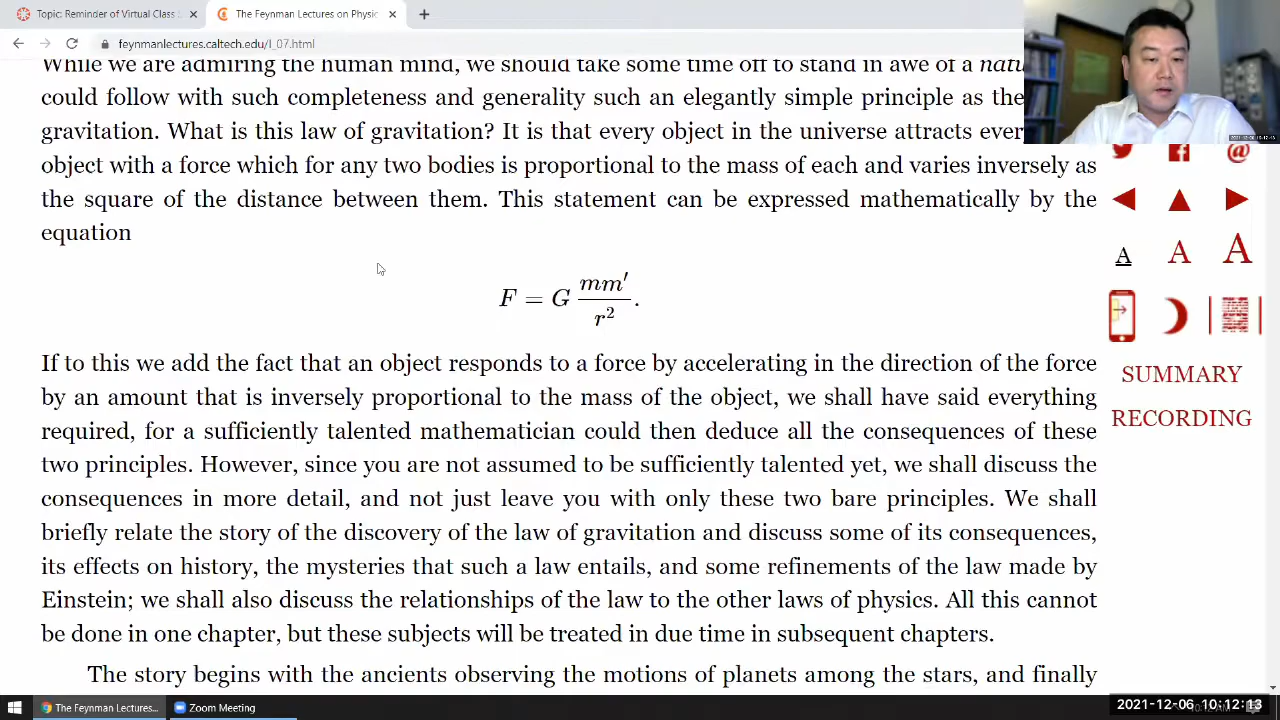 Topic: Reminder of Virtual Class
The Feynman Lectures on Physic
feynmanlectures.caltech.edu/I_07.html
While we are admiring the human mind, we should take some time off to stand in awe of a
could follow with such completeness and generality such an elegantly simple principle as the
gravitation. What is this law of gravitation? It is that every object in the universe attracts
object with a force which for any two bodies is proportional to the mass of each and varies inversely as
the square of the distance between them. This statement can be expressed mathematically by the
equation
F = G mm′/r².
If to this we add the fact that an object responds to a force by accelerating in the direction of the force
by an amount that is inversely proportional to the mass of the object, we shall have said everything
required, for a sufficiently talented mathematician could then deduce all the consequences of these
two principles. However, since you are not assumed to be sufficiently talented yet, we shall discuss the
consequences in more detail, and not just leave you with only these two bare principles. We shall
briefly relate the story of the discovery of the law of gravitation and discuss some of its consequences,
its effects on history, the mysteries that such a law entails, and some refinements of the law made by
Einstein; we shall also discuss the relationships of the law to the other laws of physics. All this cannot
be done in one chapter, but these subjects will be treated in due time in subsequent chapters.
The story begins with the ancients observing the motions of planets among the stars, and finally
A A A
SUMMARY
RECORDING
The Feynman Lectures...
Zoom Meeting
2021-12-06 10:12:13